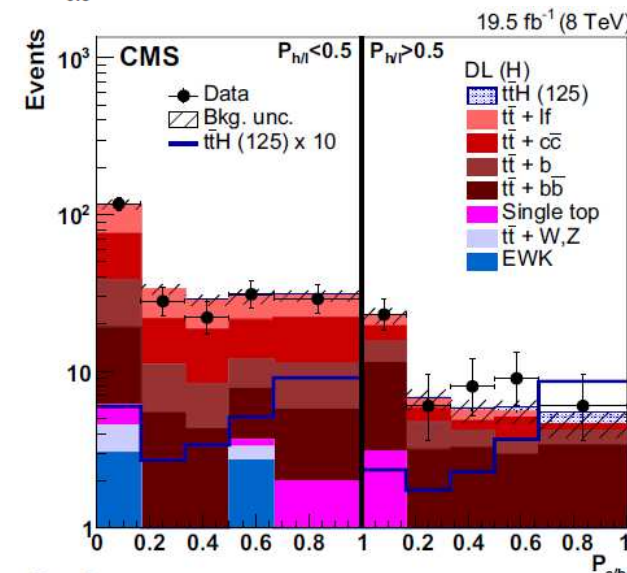 19.5 fb⁻¹ (8 TeV)
Events
CMS
P_h/l<0.5
P_h/l>0.5
DL (H)
Data
Bkg. unc.
tt̄H (125) x 10
tt̄H (125)
tt̄ + lf
tt̄ + cc̄
tt̄ + b
tt̄ + bb̄
Single top
tt̄ + W,Z
EWK
10³
10²
10
1
0 0.2 0.4 0.6 0.8 1 0.2 0.4 0.6 0.8 1